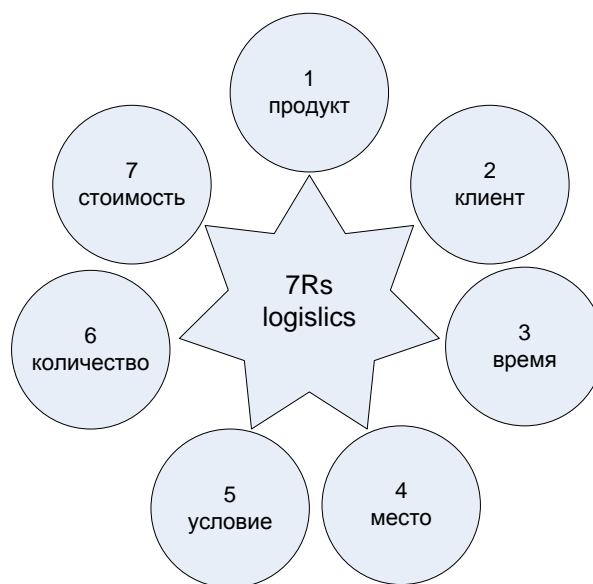 1
продукт
2
клиент
3
время
4
место
5
условие
6
количество
7
стоимость
7Rs
logislics